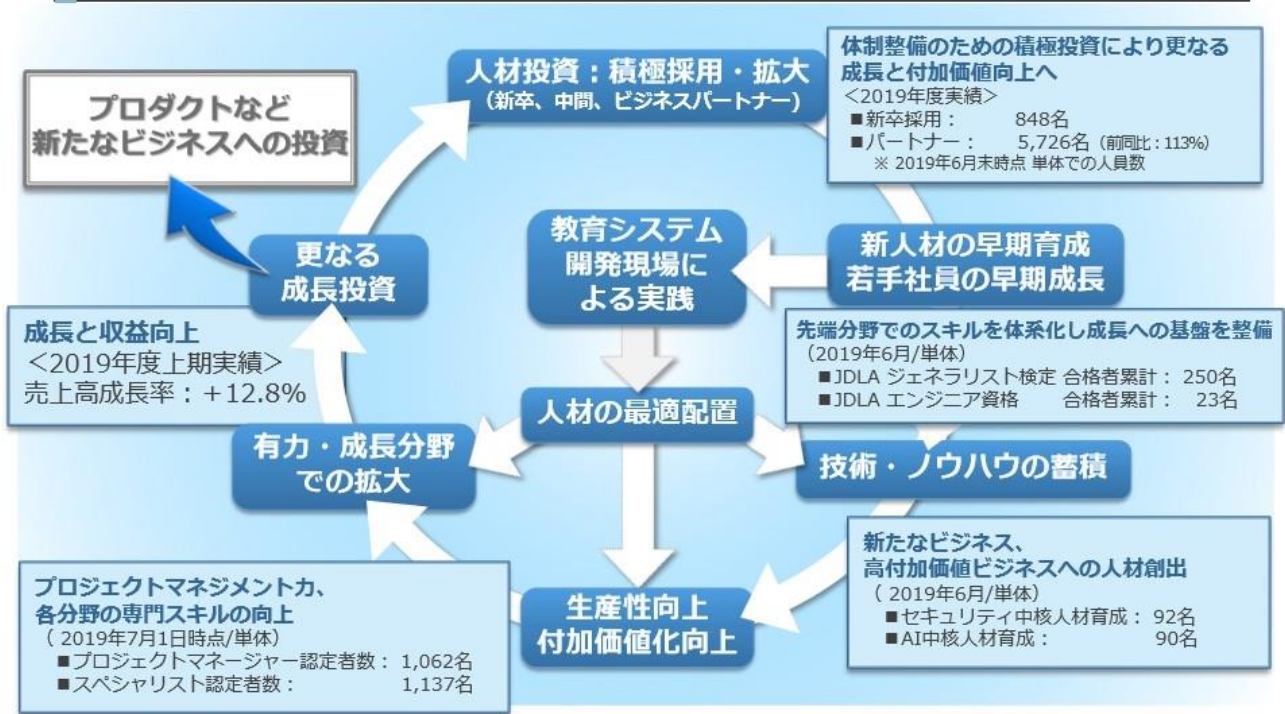 人材投資：積極採用・拡大
（新卒、中間、ビジネスパートナー）
体制整備のための積極投資により更なる
成長と付加価値向上へ
＜2019年度実績＞
■新卒採用： 848名
■パートナー： 5,726名（前同比：113%）
※ 2019年6月末時点 単体での人員数
プロダクトなど
新たなビジネスへの投資
教育システム
開発現場に
よる実践
新人材の早期育成
若手社員の早期成長
更なる
成長投資
成長と収益向上
＜2019年度上期実績＞
売上高成長率：＋12.8%
先端分野でのスキルを体系化し成長への基盤を整備
（2019年6月/単体）
■JDLA ジェネラリスト検定 合格者累計： 250名
■JDLA エンジニア資格 合格者累計： 23名
人材の最適配置
有力・成長分野
での拡大
技術・ノウハウの蓄積
新たなビジネス、
高付加価値ビジネスへの人材創出
（ 2019年6月/単体）
■セキュリティ中核人材育成： 92名
■AI中核人材育成： 90名
プロジェクトマネジメント力、
各分野の専門スキルの向上
（ 2019年7月1日時点/単体）
■プロジェクトマネージャー認定者数： 1,062名
■スペシャリスト認定者数： 1,137名
生産性向上
付加価値化向上